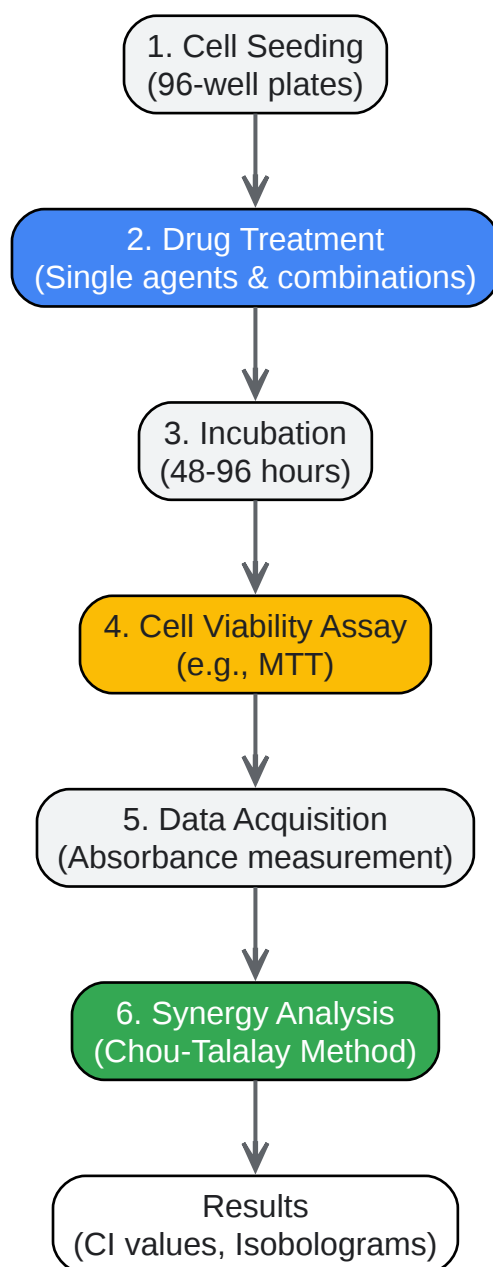 1. Cell Seeding
(96-well plates)
2. Drug Treatment
(Single agents & combinations)
3. Incubation
(48-96 hours)
4. Cell Viability Assay
(e.g., MTT)
5. Data Acquisition
(Absorbance measurement)
6. Synergy Analysis
(Chou-Talalay Method)
Results
(CI values, Isobolograms)